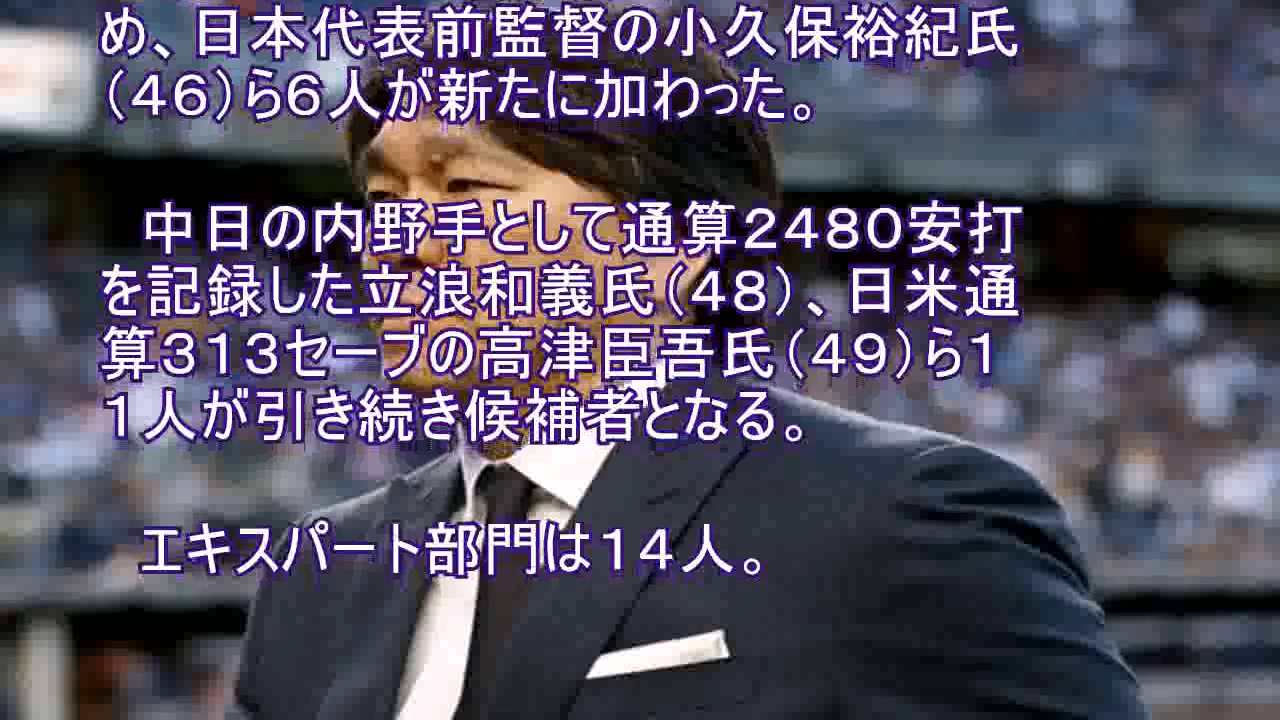 め、日本代表前監督の小久保裕紀氏
（４６）ら６人が新たに加わった。
中日の内野手として通算２４８０安打
を記録した立浪和義氏（４８）、日米通
算３１３セーブの高津臣吾氏（４９）ら１
１人が引き続き候補者となる。
エキスパート部門は１４人。